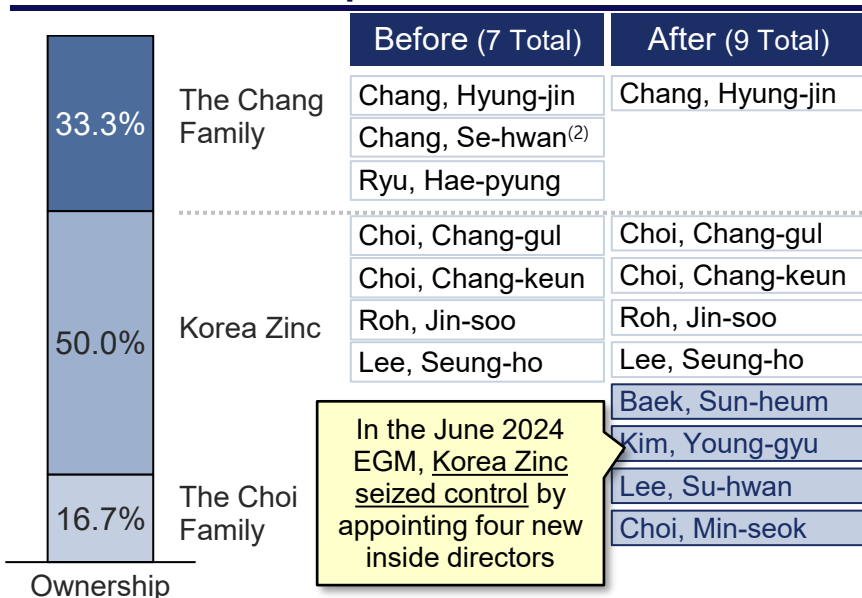 Before (7 Total)
After (9 Total)
33.3%
The Chang
Family
Chang, Hyung-jin
Chang, Se-hwan(2)
Ryu, Hae-pyung
Chang, Hyung-jin
50.0%
Korea Zinc
Choi, Chang-gul
Choi, Chang-keun
Roh, Jin-soo
Lee, Seung-ho
Choi, Chang-gul
Choi, Chang-keun
Roh, Jin-soo
Lee, Seung-ho
Baek, Sun-heum
Kim, Young-gyu
Lee, Su-hwan
Choi, Min-seok
In the June 2024
EGM, Korea Zinc
seized control by
appointing four new
inside directors
16.7%
The Choi
Family
Ownership